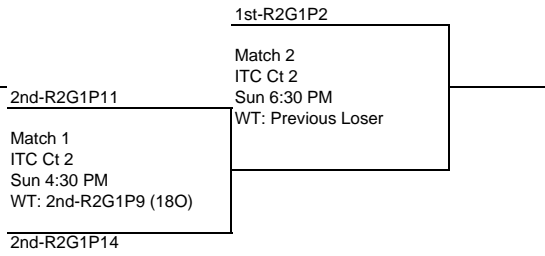 1st-R2G1P2
Match 2
ITC Ct 2
Sun 6:30 PM
WT: Previous Loser
2nd-R2G1P11
Match 1
ITC Ct 2
Sun 4:30 PM
WT: 2nd-R2G1P9 (18O)
2nd-R2G1P14